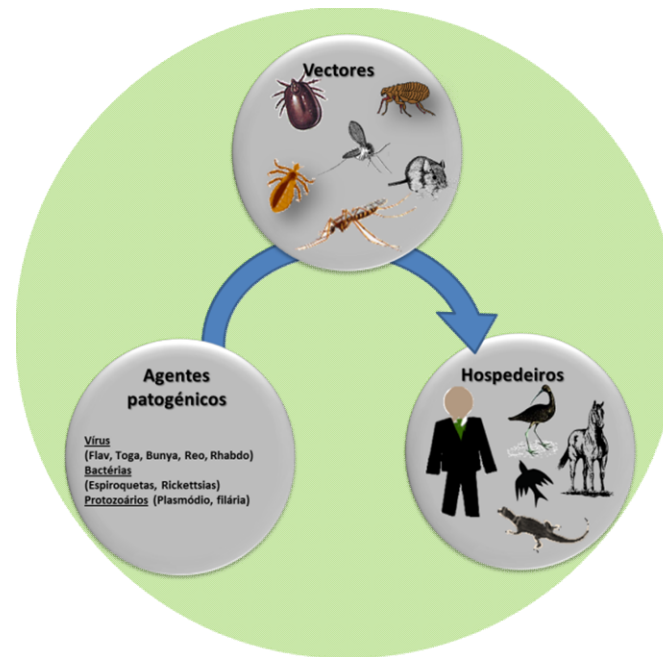 Vectores
Agentes
patogénicos
Vírus
(Flav, Toga, Bunya, Reo, Rhabdo)
Bactérias
(Espiroquetas, Rickettsias)
Protozoários (Plasmódio, filária)
Hospedeiros